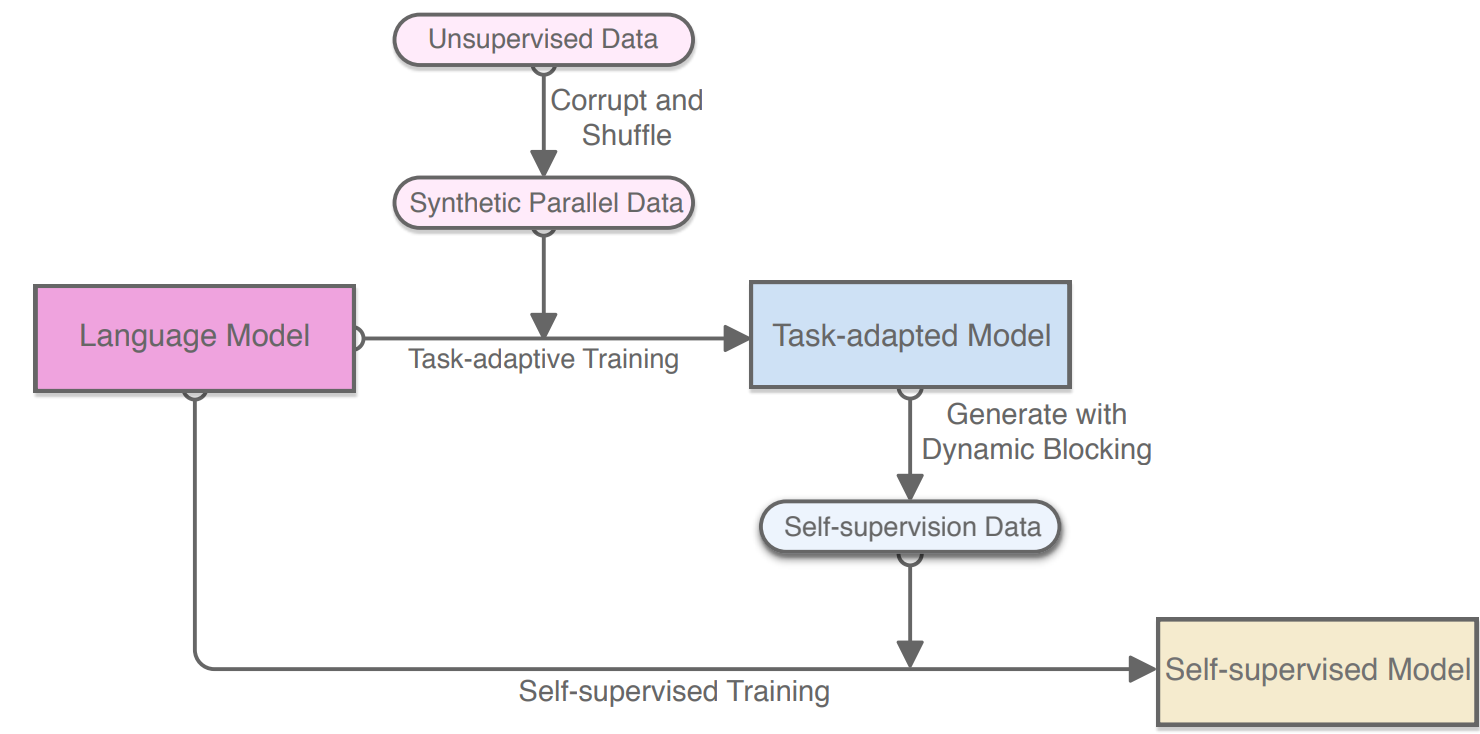 Unsupervised Data
Corrupt and
Shuffle
Synthetic Parallel Data
Language Model
Task-adaptive Training
Task-adapted Model
Generate with
Dynamic Blocking
Self-supervision Data
Self-supervised Training
Self-supervised Model